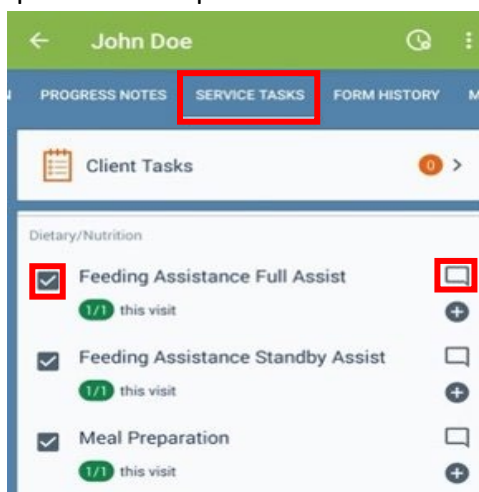 John Doe
PROGRESS NOTES SERVICE TASKS FORM HISTORY
Client Tasks 0
Dietary/Nutrition
Feeding Assistance Full Assist
1/1 this visit
Feeding Assistance Standby Assist
1/1 this visit
Meal Preparation
1/1 this visit